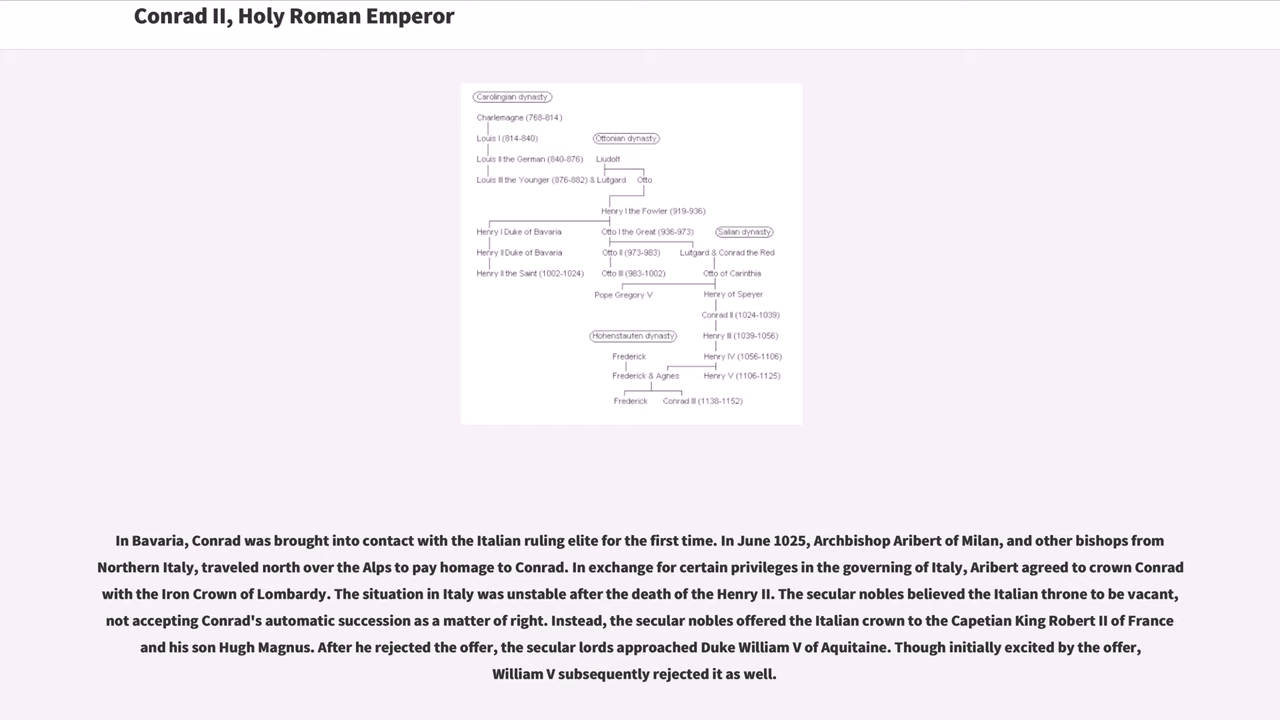 Conrad II, Holy Roman Emperor
Carolingian dynasty
Charlemagne (768-814)
Louis I (814-840) Ottonian dynasty
Louis II the German (840-876) Liudolf
Louis III the Younger (876-882) & Lutgard Otto
Henry I the Fowler (919-936)
Henry I Duke of Bavaria Otto I the Great (936-973) Salian dynasty
Henry II Duke of Bavaria Otto II (973-983) Lutgard & Conrad the Red
Henry II the Saint (1002-1024) Otto III (983-1002) Otto of Carinthia
Pope Gregory V Henry of Speyer
Conrad II (1024-1039)
Hohenstaufen dynasty Henry III (1039-1056)
Frederick Henry IV (1056-1106)
Frederick & Agnes Henry V (1106-1125)
Frederick Conrad III (1138-1152)
In Bavaria, Conrad was brought into contact with the Italian ruling elite for the first time. In June 1025, Archbishop Aribert of Milan, and other bishops from
Northern Italy, traveled north over the Alps to pay homage to Conrad. In exchange for certain privileges in the governing of Italy, Aribert agreed to crown Conrad
with the Iron Crown of Lombardy. The situation in Italy was unstable after the death of the Henry II. The secular nobles believed the Italian throne to be vacant,
not accepting Conrad's automatic succession as a matter of right. Instead, the secular nobles offered the Italian crown to the Capetian King Robert II of France
and his son Hugh Magnus. After he rejected the offer, the secular lords approached Duke William V of Aquitaine. Though initially excited by the offer,
William V subsequently rejected it as well.